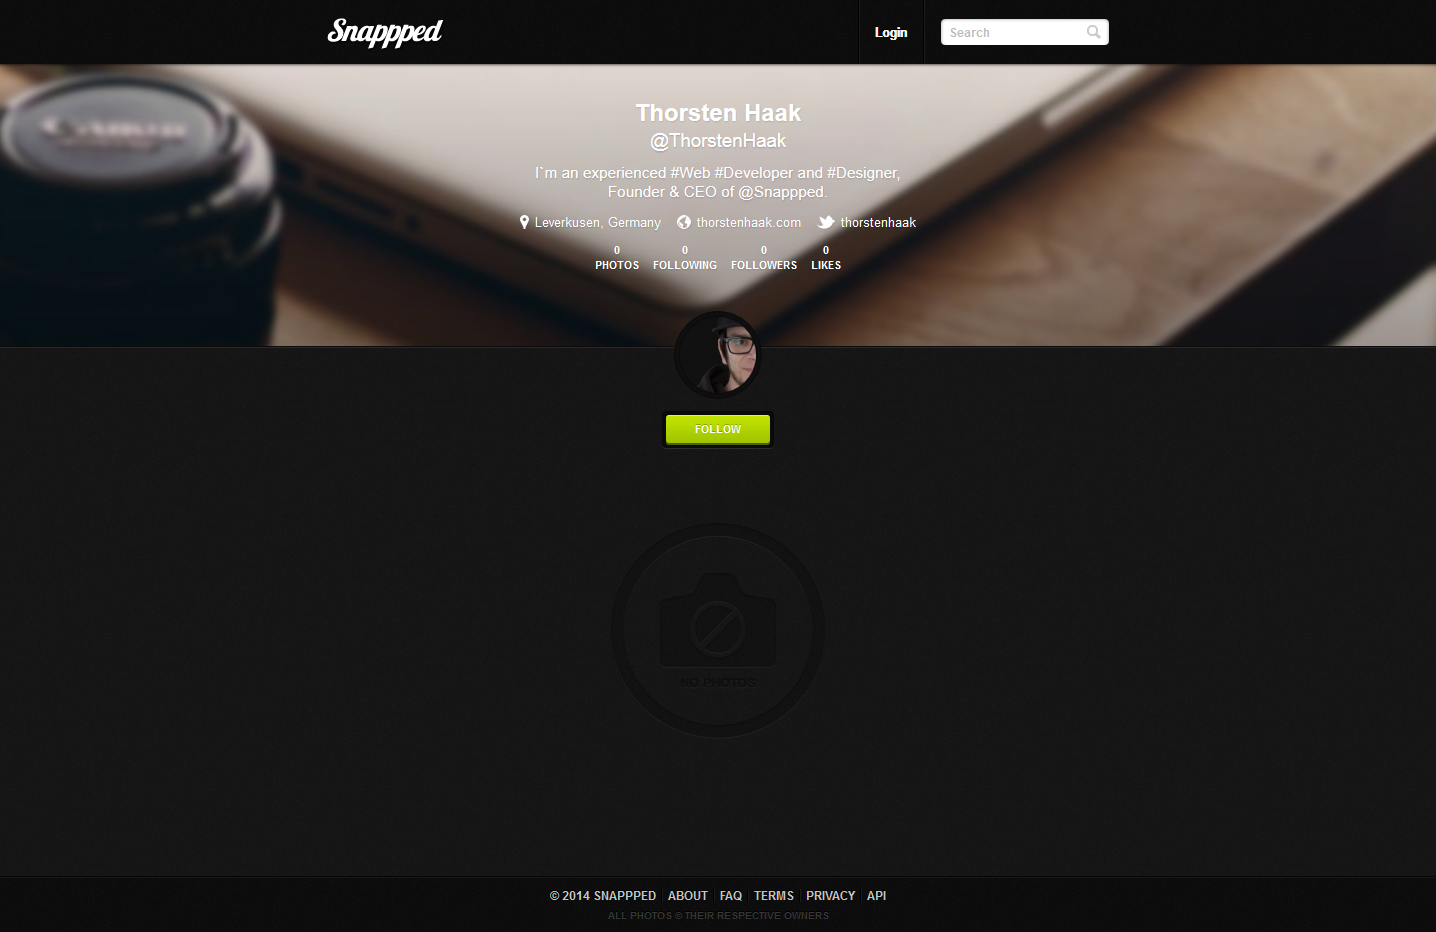 Snappped
Login
Search
Thorsten Haak
@ThorstenHaak
I`m an experienced #Web #Developer and #Designer,
Founder & CEO of @Snappped.
Leverkusen, Germany thorstenhaak.com thorstenhaak
0 0 0 0
PHOTOS FOLLOWING FOLLOWERS LIKES
FOLLOW
NO PHOTOS
© 2014 SNAPPPED ABOUT FAQ TERMS PRIVACY API
ALL PHOTOS © THEIR RESPECTIVE OWNERS